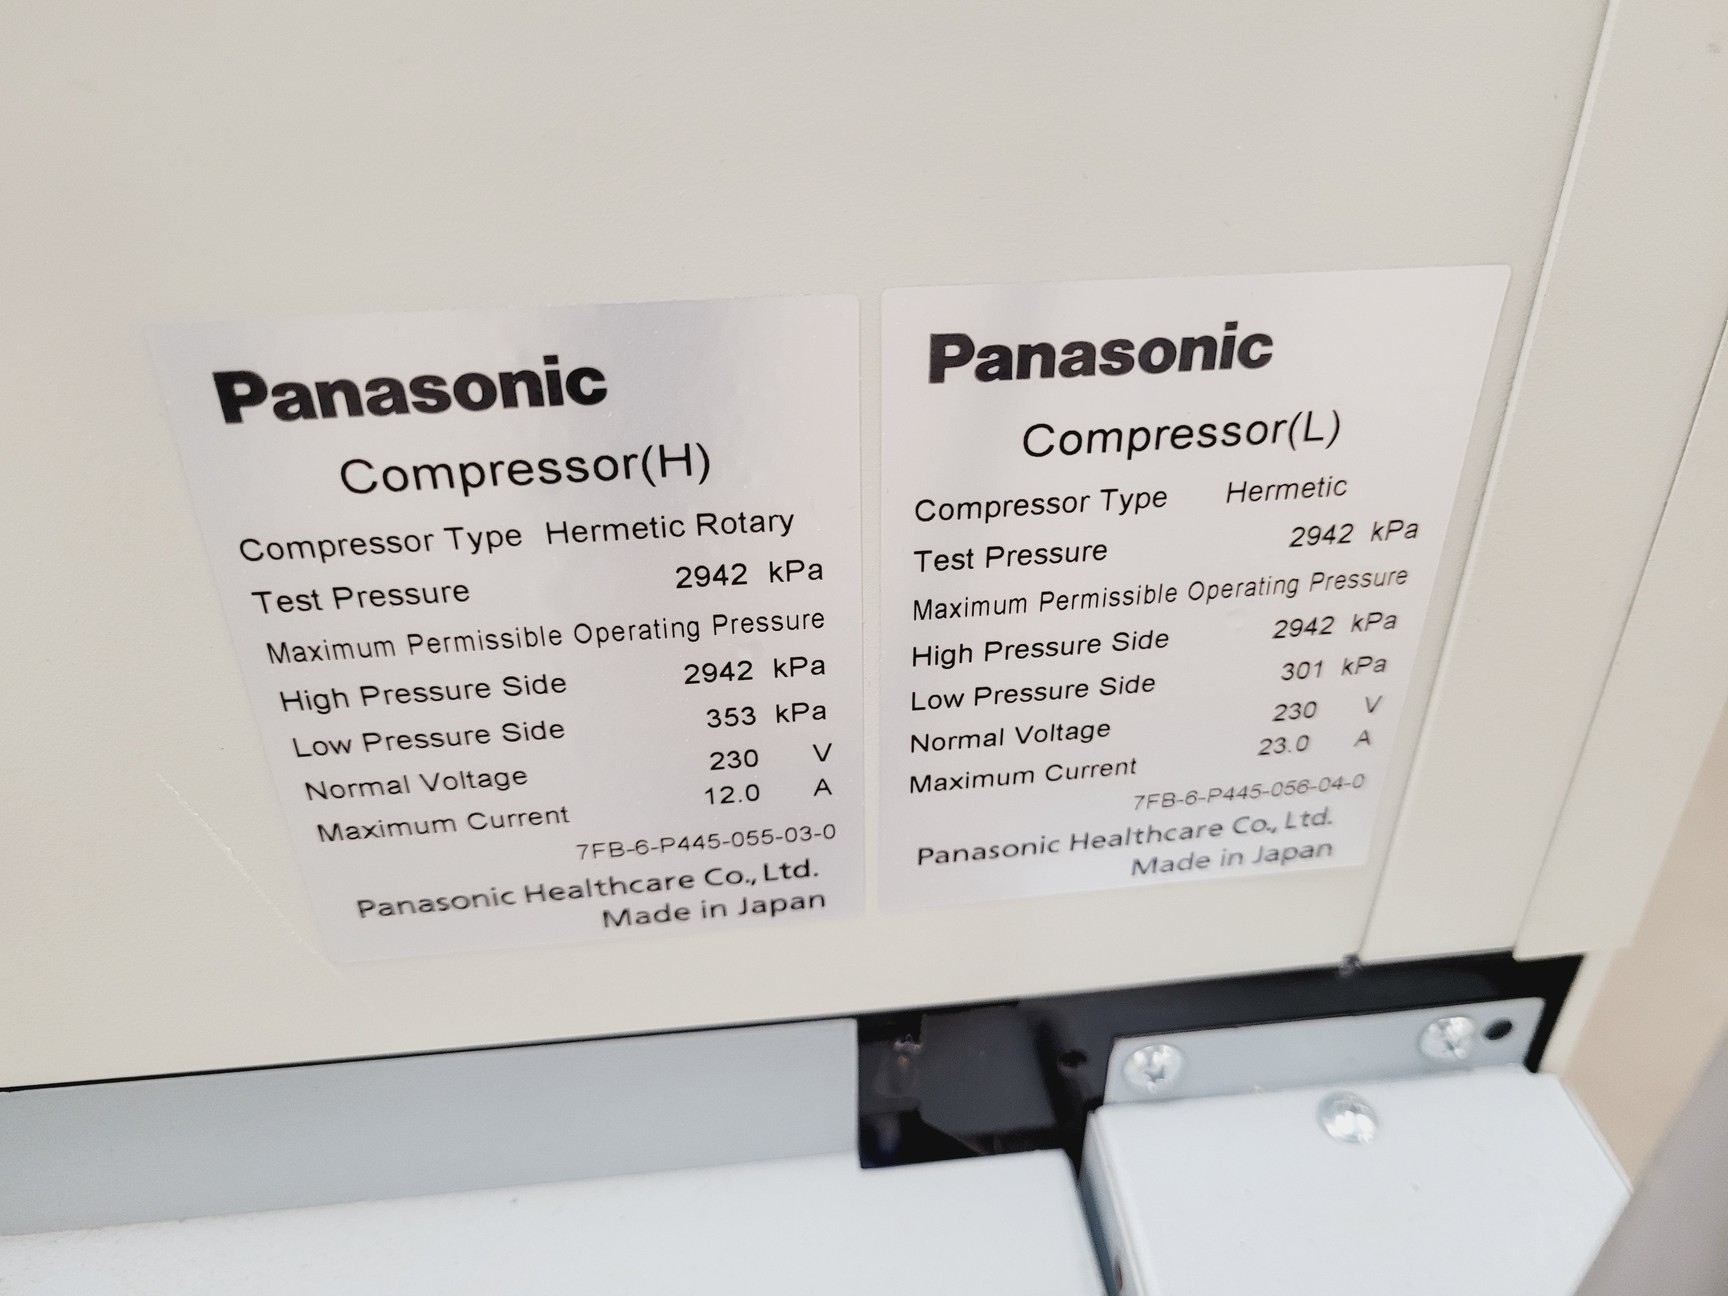 Panasonic
Compressor(H)
Compressor Type Hermetic Rotary
Test Pressure 2942 kPa
Maximum Permissible Operating Pressure
High Pressure Side 2942 kPa
Low Pressure Side 353 kPa
Normal Voltage 230 V
Maximum Current 12.0 A
7FB-6-P445-055-03-0
Panasonic Healthcare Co., Ltd.
Made in Japan
Panasonic
Compressor(L)
Compressor Type Hermetic
Test Pressure 2942 kPa
Maximum Permissible Operating Pressure
High Pressure Side 2942 kPa
Low Pressure Side 301 kPa
Normal Voltage 230 V
Maximum Current 23.0 A
7FB-6-P445-056-04-0
Panasonic Healthcare Co., Ltd.
Made in Japan